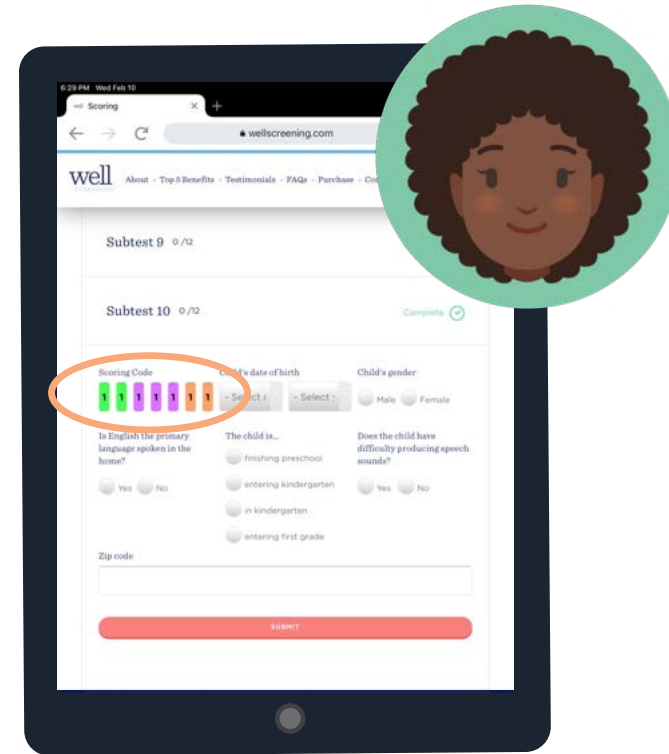 6:29 PM Wed Feb 10
Scoring
wellscreening.com
well
About - Top 5 Benefits - Testimonials - FAQs - Purchase -
Subtest 9 0 /12
Subtest 10 0 /12
Complete
Scoring Code
1 1 1 1 1 1 1
Child's date of birth
- Select - Select
Child's gender
Male Female
Is English the primary
language spoken in the
home?
Yes No
The child is...
finishing preschool
entering kindergarten
in kindergarten
entering first grade
Does the child have
difficulty producing speech
sounds?
Yes No
Zip code
SUBMIT